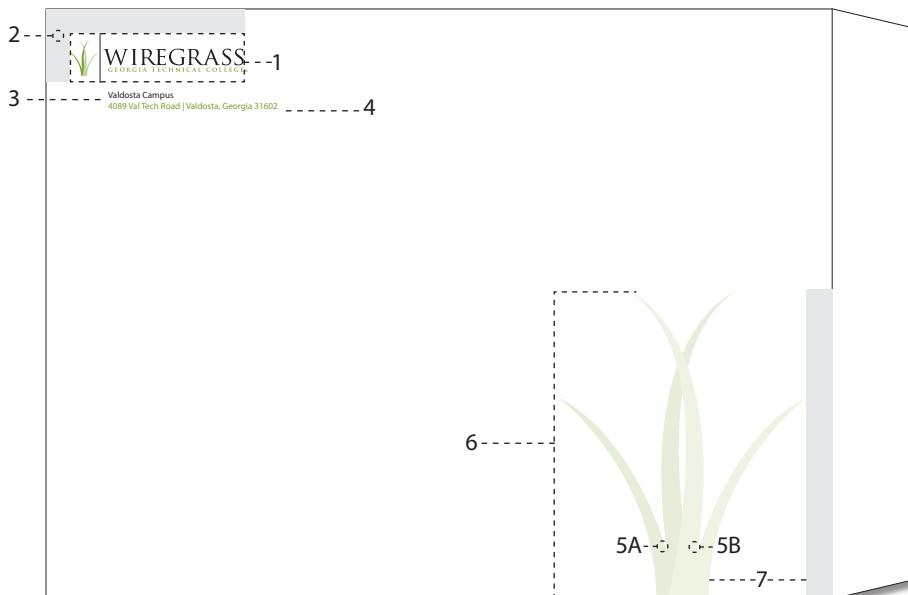 2
WIREGRASS
1
GEORGIA TECHNICAL COLLEGE
3
Valdosta Campus
4089 Val Tech Road | Valdosta, Georgia 31602
4
6
5A
5B
7